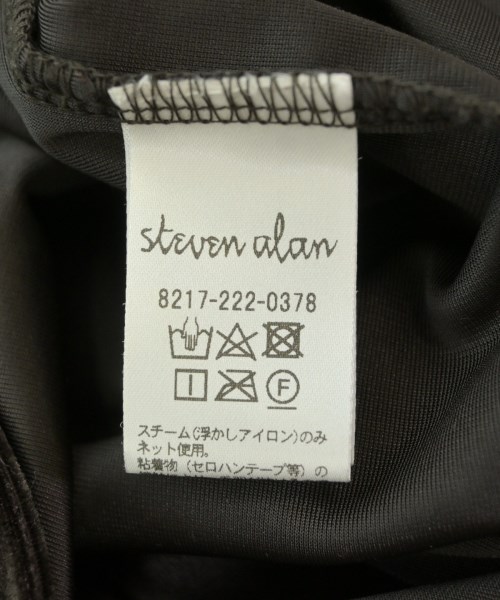 steven alan
8217-222-0378
F
スチーム(浮かしアイロン)のみ
ネット使用。
粘着物(セロハンテープ等)の